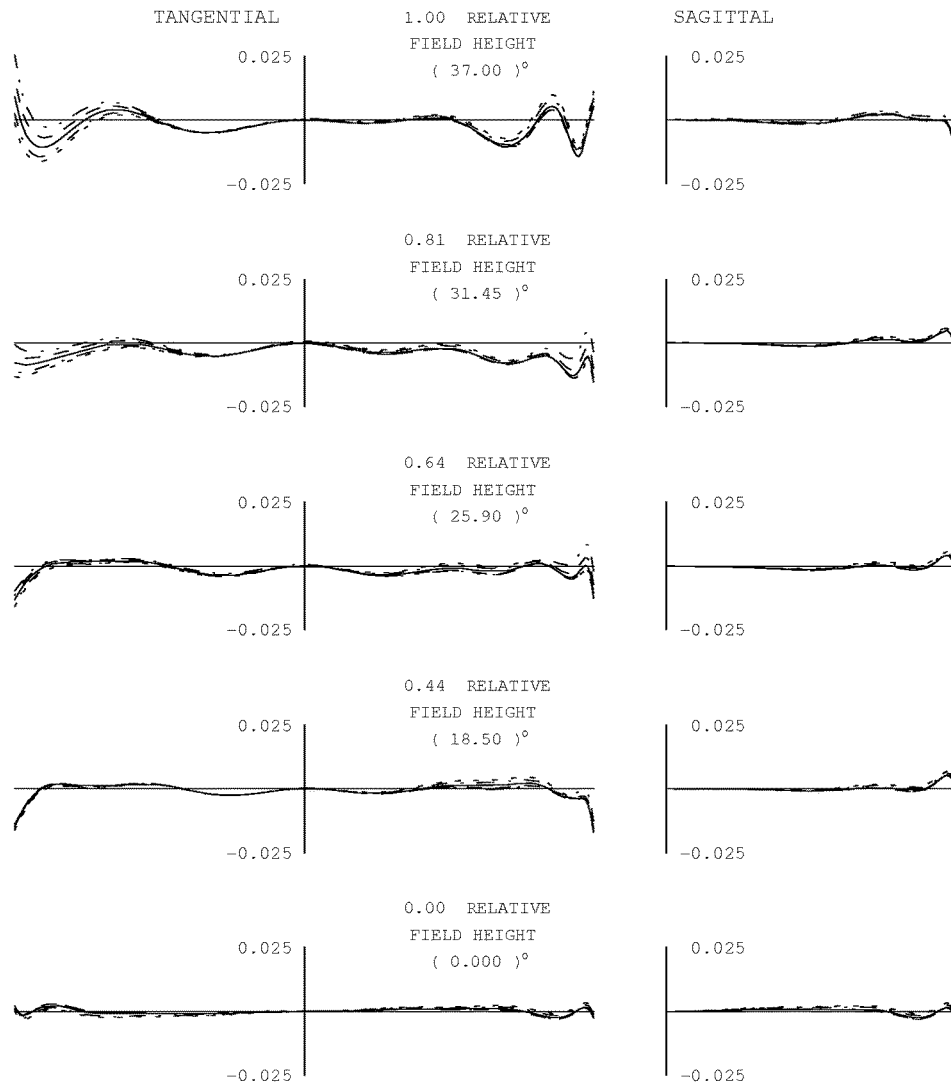 TANGENTIAL 1.00 RELATIVE SAGITTAL
FIELD HEIGHT
0.025 ( 37.00 )° 0.025
−0.025 −0.025
0.81 RELATIVE
FIELD HEIGHT
0.025 ( 31.45 )° 0.025
−0.025 −0.025
0.64 RELATIVE
FIELD HEIGHT
0.025 ( 25.90 )° 0.025
−0.025 −0.025
0.44 RELATIVE
FIELD HEIGHT
0.025 ( 18.50 )° 0.025
−0.025 −0.025
0.00 RELATIVE
FIELD HEIGHT
0.025 ( 0.000 )° 0.025
−0.025 −0.025